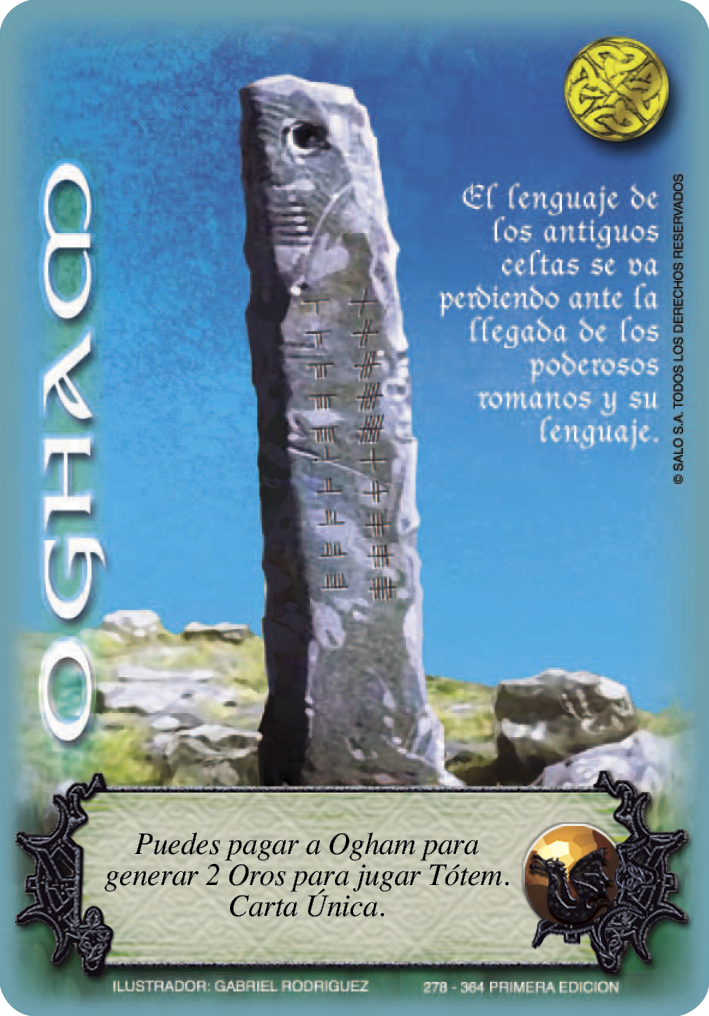 OGHAM
El lenguaje de
los antiguos
celtas se va
perdiendo ante la
llegada de los
poderosos
romanos y su
lenguaje.
© SALO S.A. TODOS LOS DERECHOS RESERVADOS
Puedes pagar a Ogham para
generar 2 Oros para jugar Tótem.
Carta Única.
ILUSTRADOR: GABRIEL RODRIGUEZ 278 - 364 PRIMERA EDICION